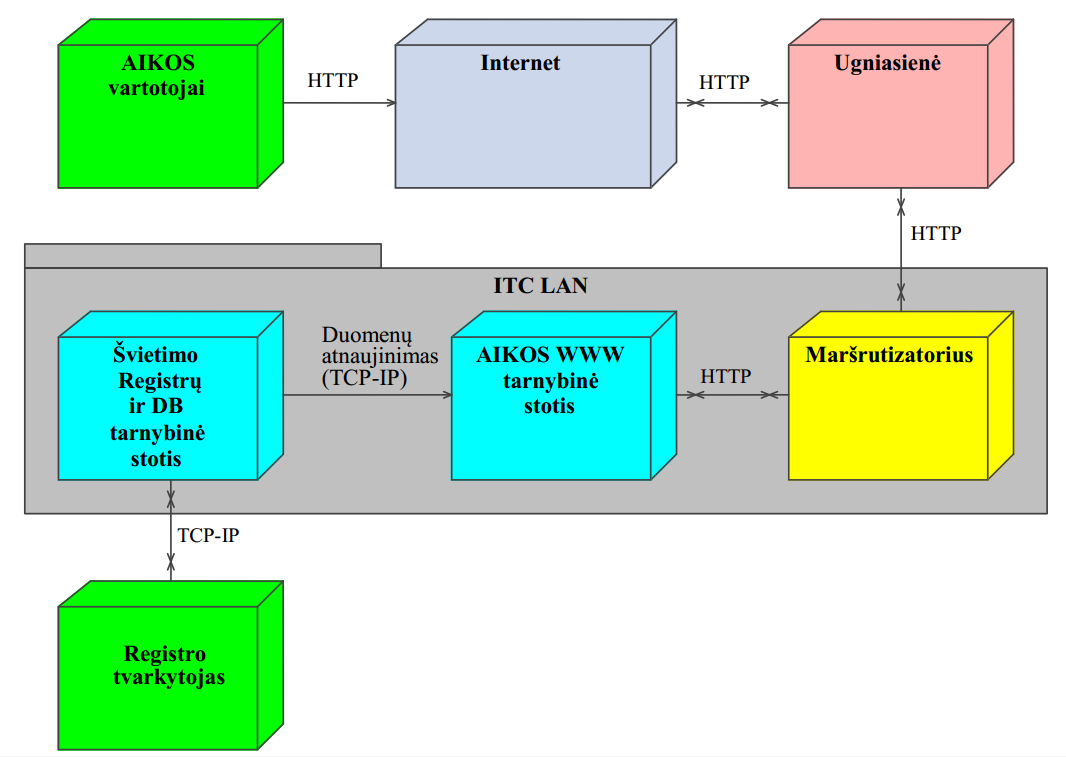 AIKOS
vartotojai
HTTP
Internet
HTTP
Ugniasienė
HTTP
ITC LAN
Švietimo
Registrų
ir DB
tarnybinė
stotis
Duomenų
atnaujinimas
(TCP-IP)
AIKOS WWW
tarnybinė
stotis
HTTP
Maršrutizatorius
TCP-IP
Registro
tvarkytojas